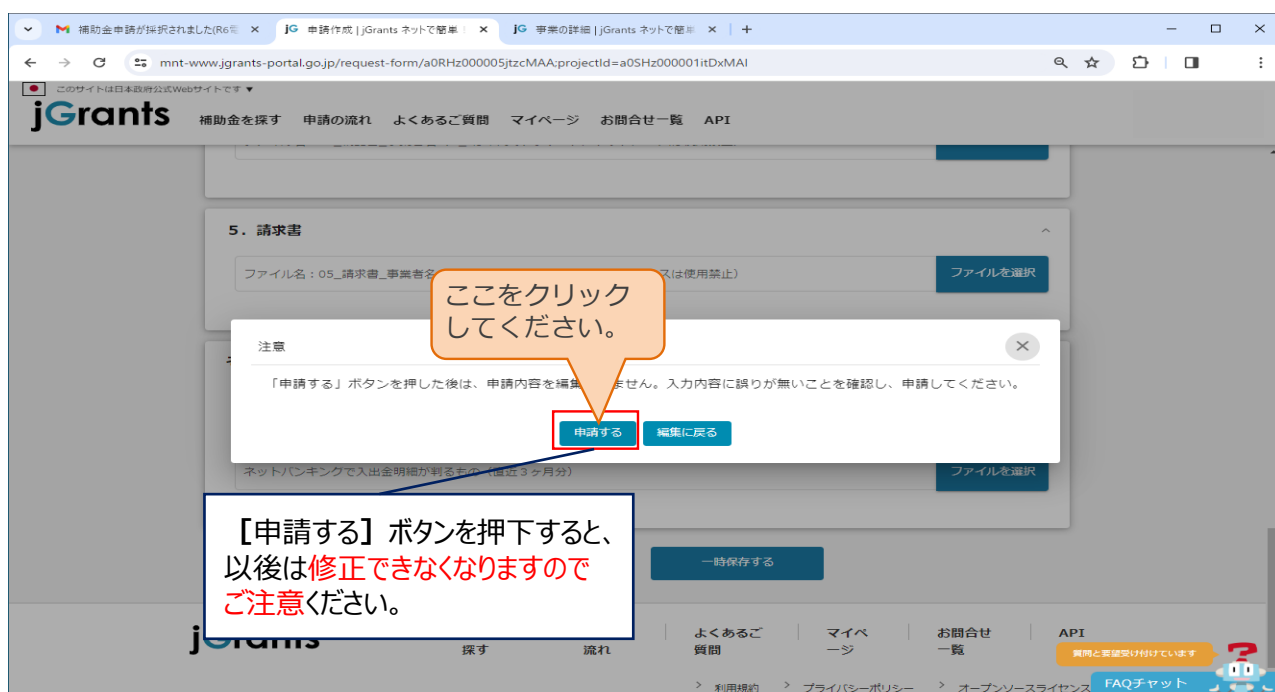 補助金申請が採択されました(R6
申請作成 | jGrants ネットで簡単
事業の詳細 | jGrants ネットで簡単
mnt-www.jgrants-portal.go.jp/request-form/a0RHz000005jtzcMAA;projectId=a0SHz000001itDxMAI
このサイトは日本政府公式Webサイトです ▼
jGrants 補助金を探す 申請の流れ よくあるご質問 マイページ お問合せ一覧 API
5. 請求書
ファイル名：05_請求書_事業者名
スは使用禁止）
ファイルを選択
ここをクリック
してください。
注意
「申請する」ボタンを押した後は、申請内容を編集
ません。入力内容に誤りが無いことを確認し、申請してください。
申請する 編集に戻る
ネットバンキングで入出金明細が判るもの（直近３ヶ月分）
ファイルを選択
【申請する】ボタンを押下すると、
以後は修正できなくなりますので
ご注意ください。
一時保存する
jGrants
探す
流れ
よくあるご
質問
マイペ
ージ
お問合せ
一覧
API
質問と要望受け付けています
FAQチャット
> 利用規約 > プライバシーポリシー > オープンソースライセンス